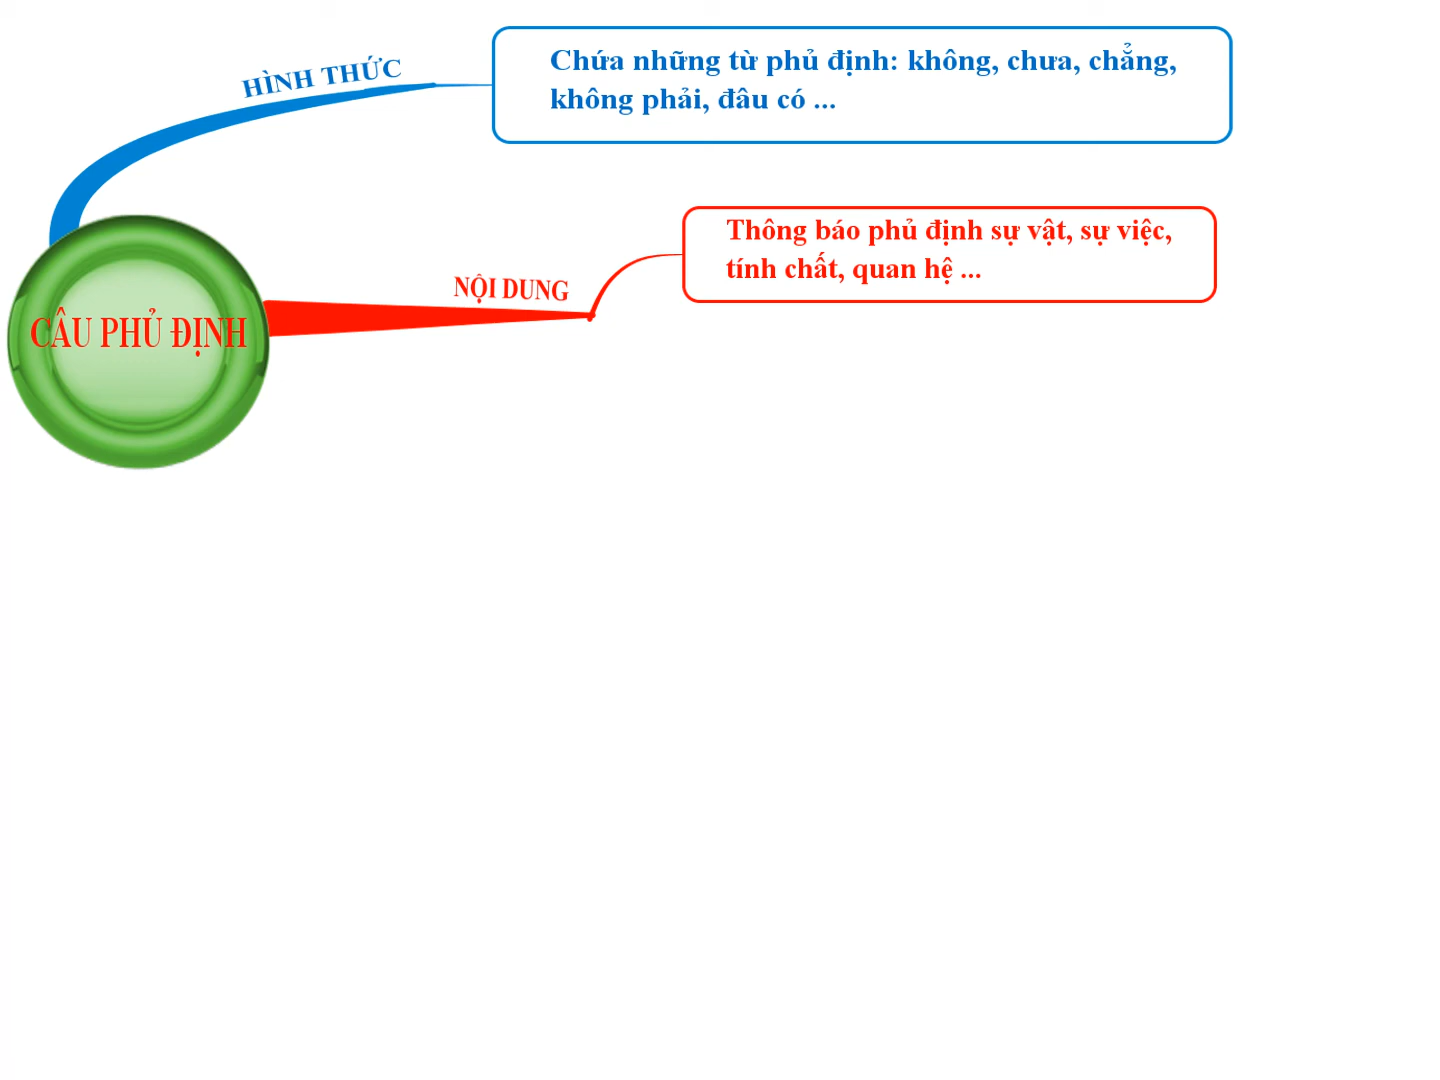 HÌNH THỨC
Chứa những từ phủ định: không, chưa, chẳng,
không phải, đâu có ...
Thông báo phủ định sự vật, sự việc,
tính chất, quan hệ ...
NỘI DUNG
CÂU PHỦ ĐỊNH